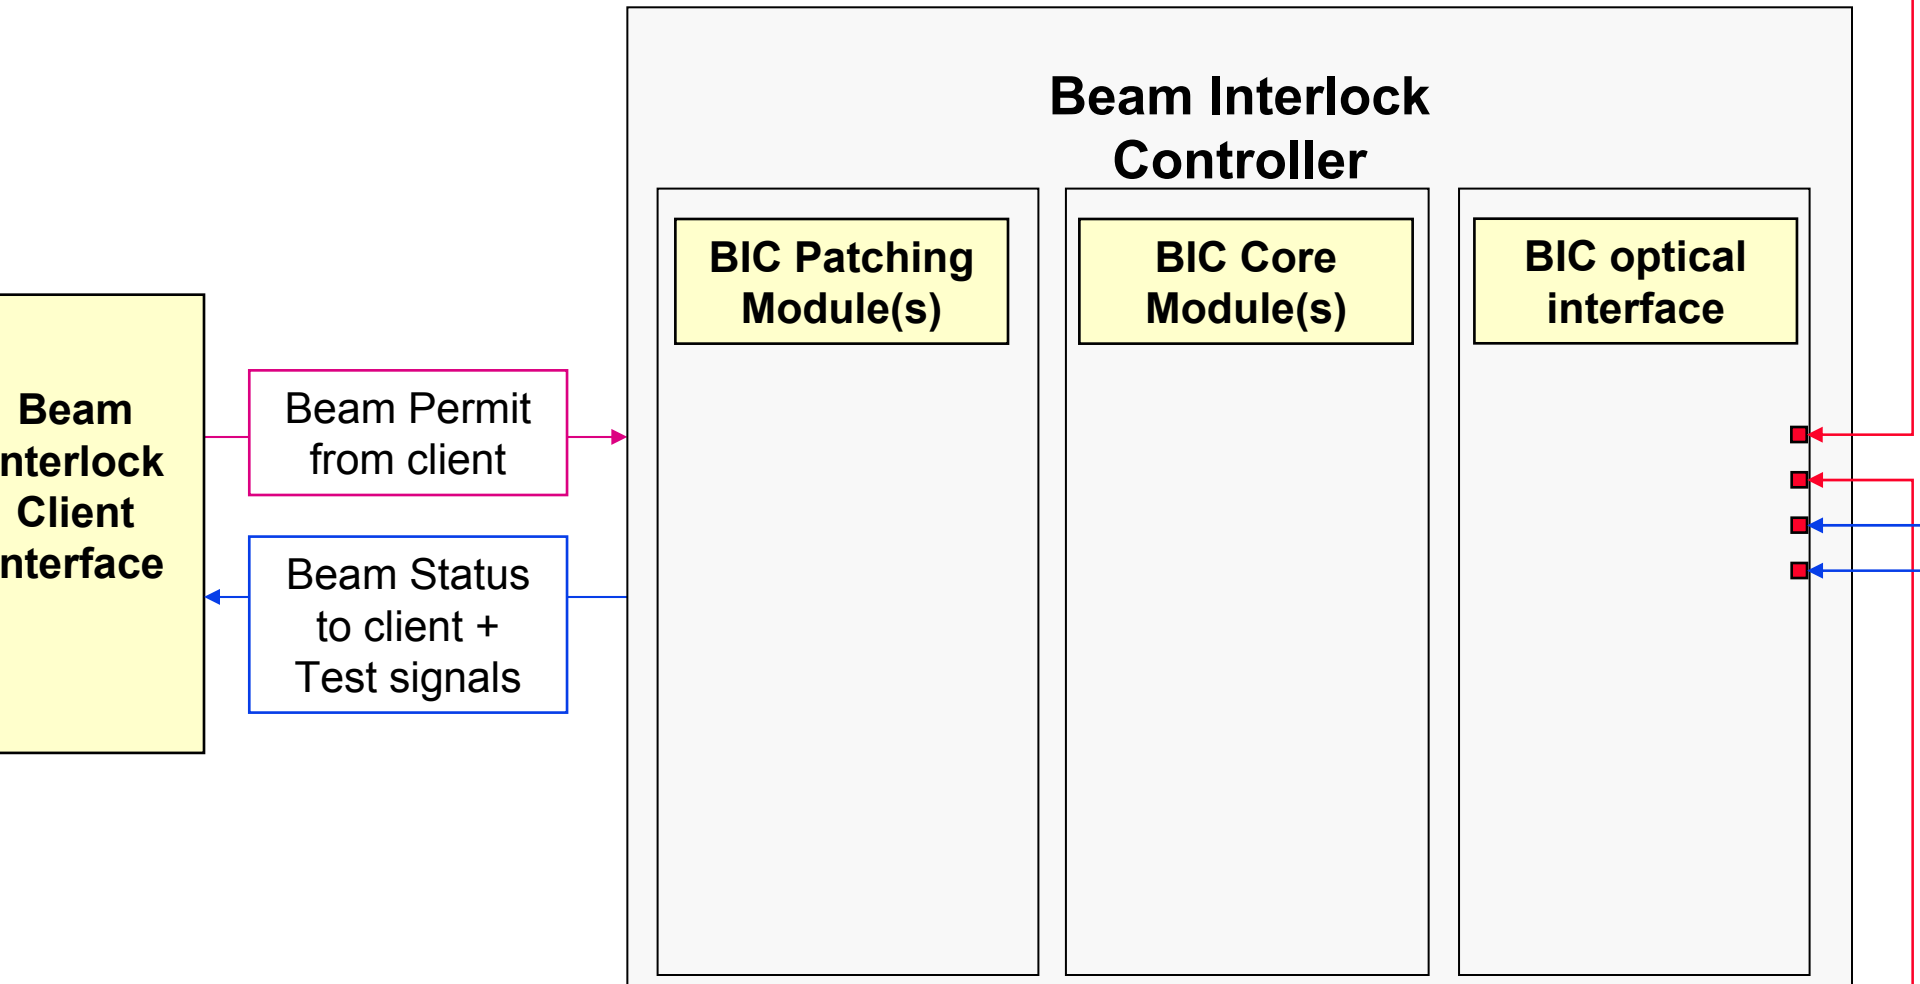 Beam Interlock
Controller
BIC Patching
Module(s)
BIC Core
Module(s)
BIC optical
interface
Beam
nterlock
Client
nterface
Beam Permit
from client
Beam Status
to client +
Test signals